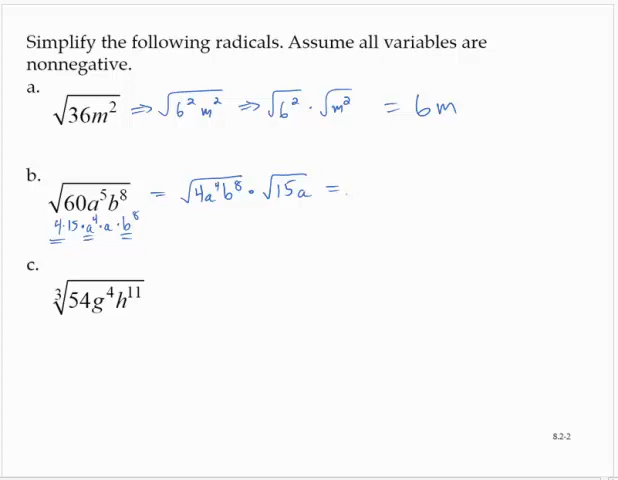 Simplify the following radicals. Assume all variables are
nonnegative.
a.
√36m² ⇒ √6²m² ⇒ √6² · √m² = 6m
b.
√60a⁵b⁸ = √4a⁴b⁸ · √15a =
4·15·a⁴·a·b⁸
c.
∛54g⁴h¹¹
8.2-2